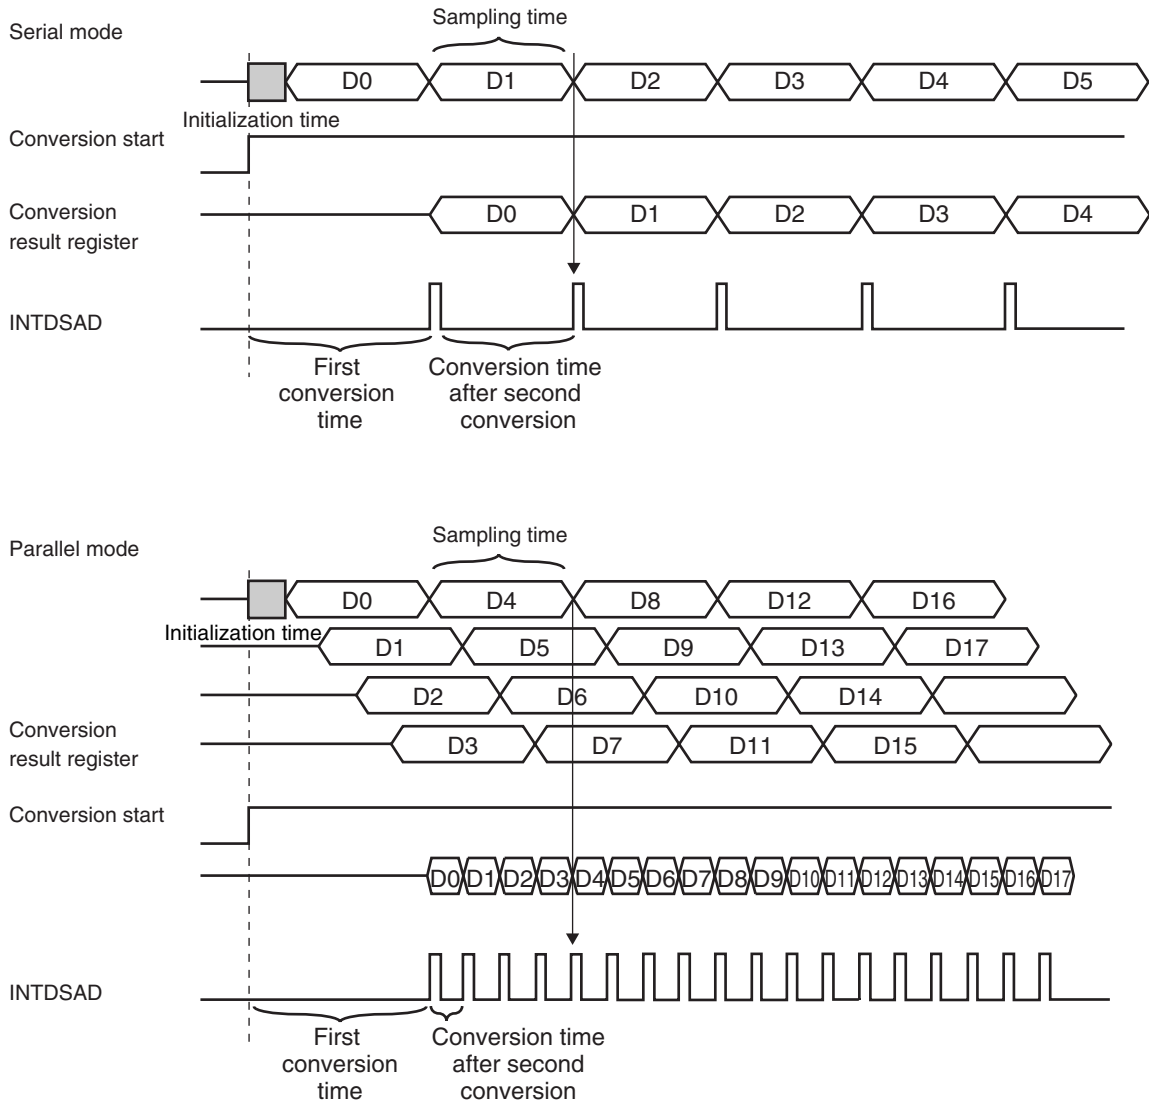 Sampling time
Serial mode
D0 D1 D2 D3 D4 D5
Initialization time
Conversion start
Conversion
result register
D0 D1 D2 D3 D4
INTDSAD
First
conversion
time
Conversion time
after second
conversion
Sampling time
Parallel mode
D0 D4 D8 D12 D16
Initialization time
D1 D5 D9 D13 D17
D2 D6 D10 D14
Conversion
result register
D3 D7 D11 D15
Conversion start
D0 D1 D2 D3 D4 D5 D6 D7 D8 D9 D10 D11 D12 D13 D14 D15 D16 D17
INTDSAD
First
conversion
time
Conversion time
after second
conversion